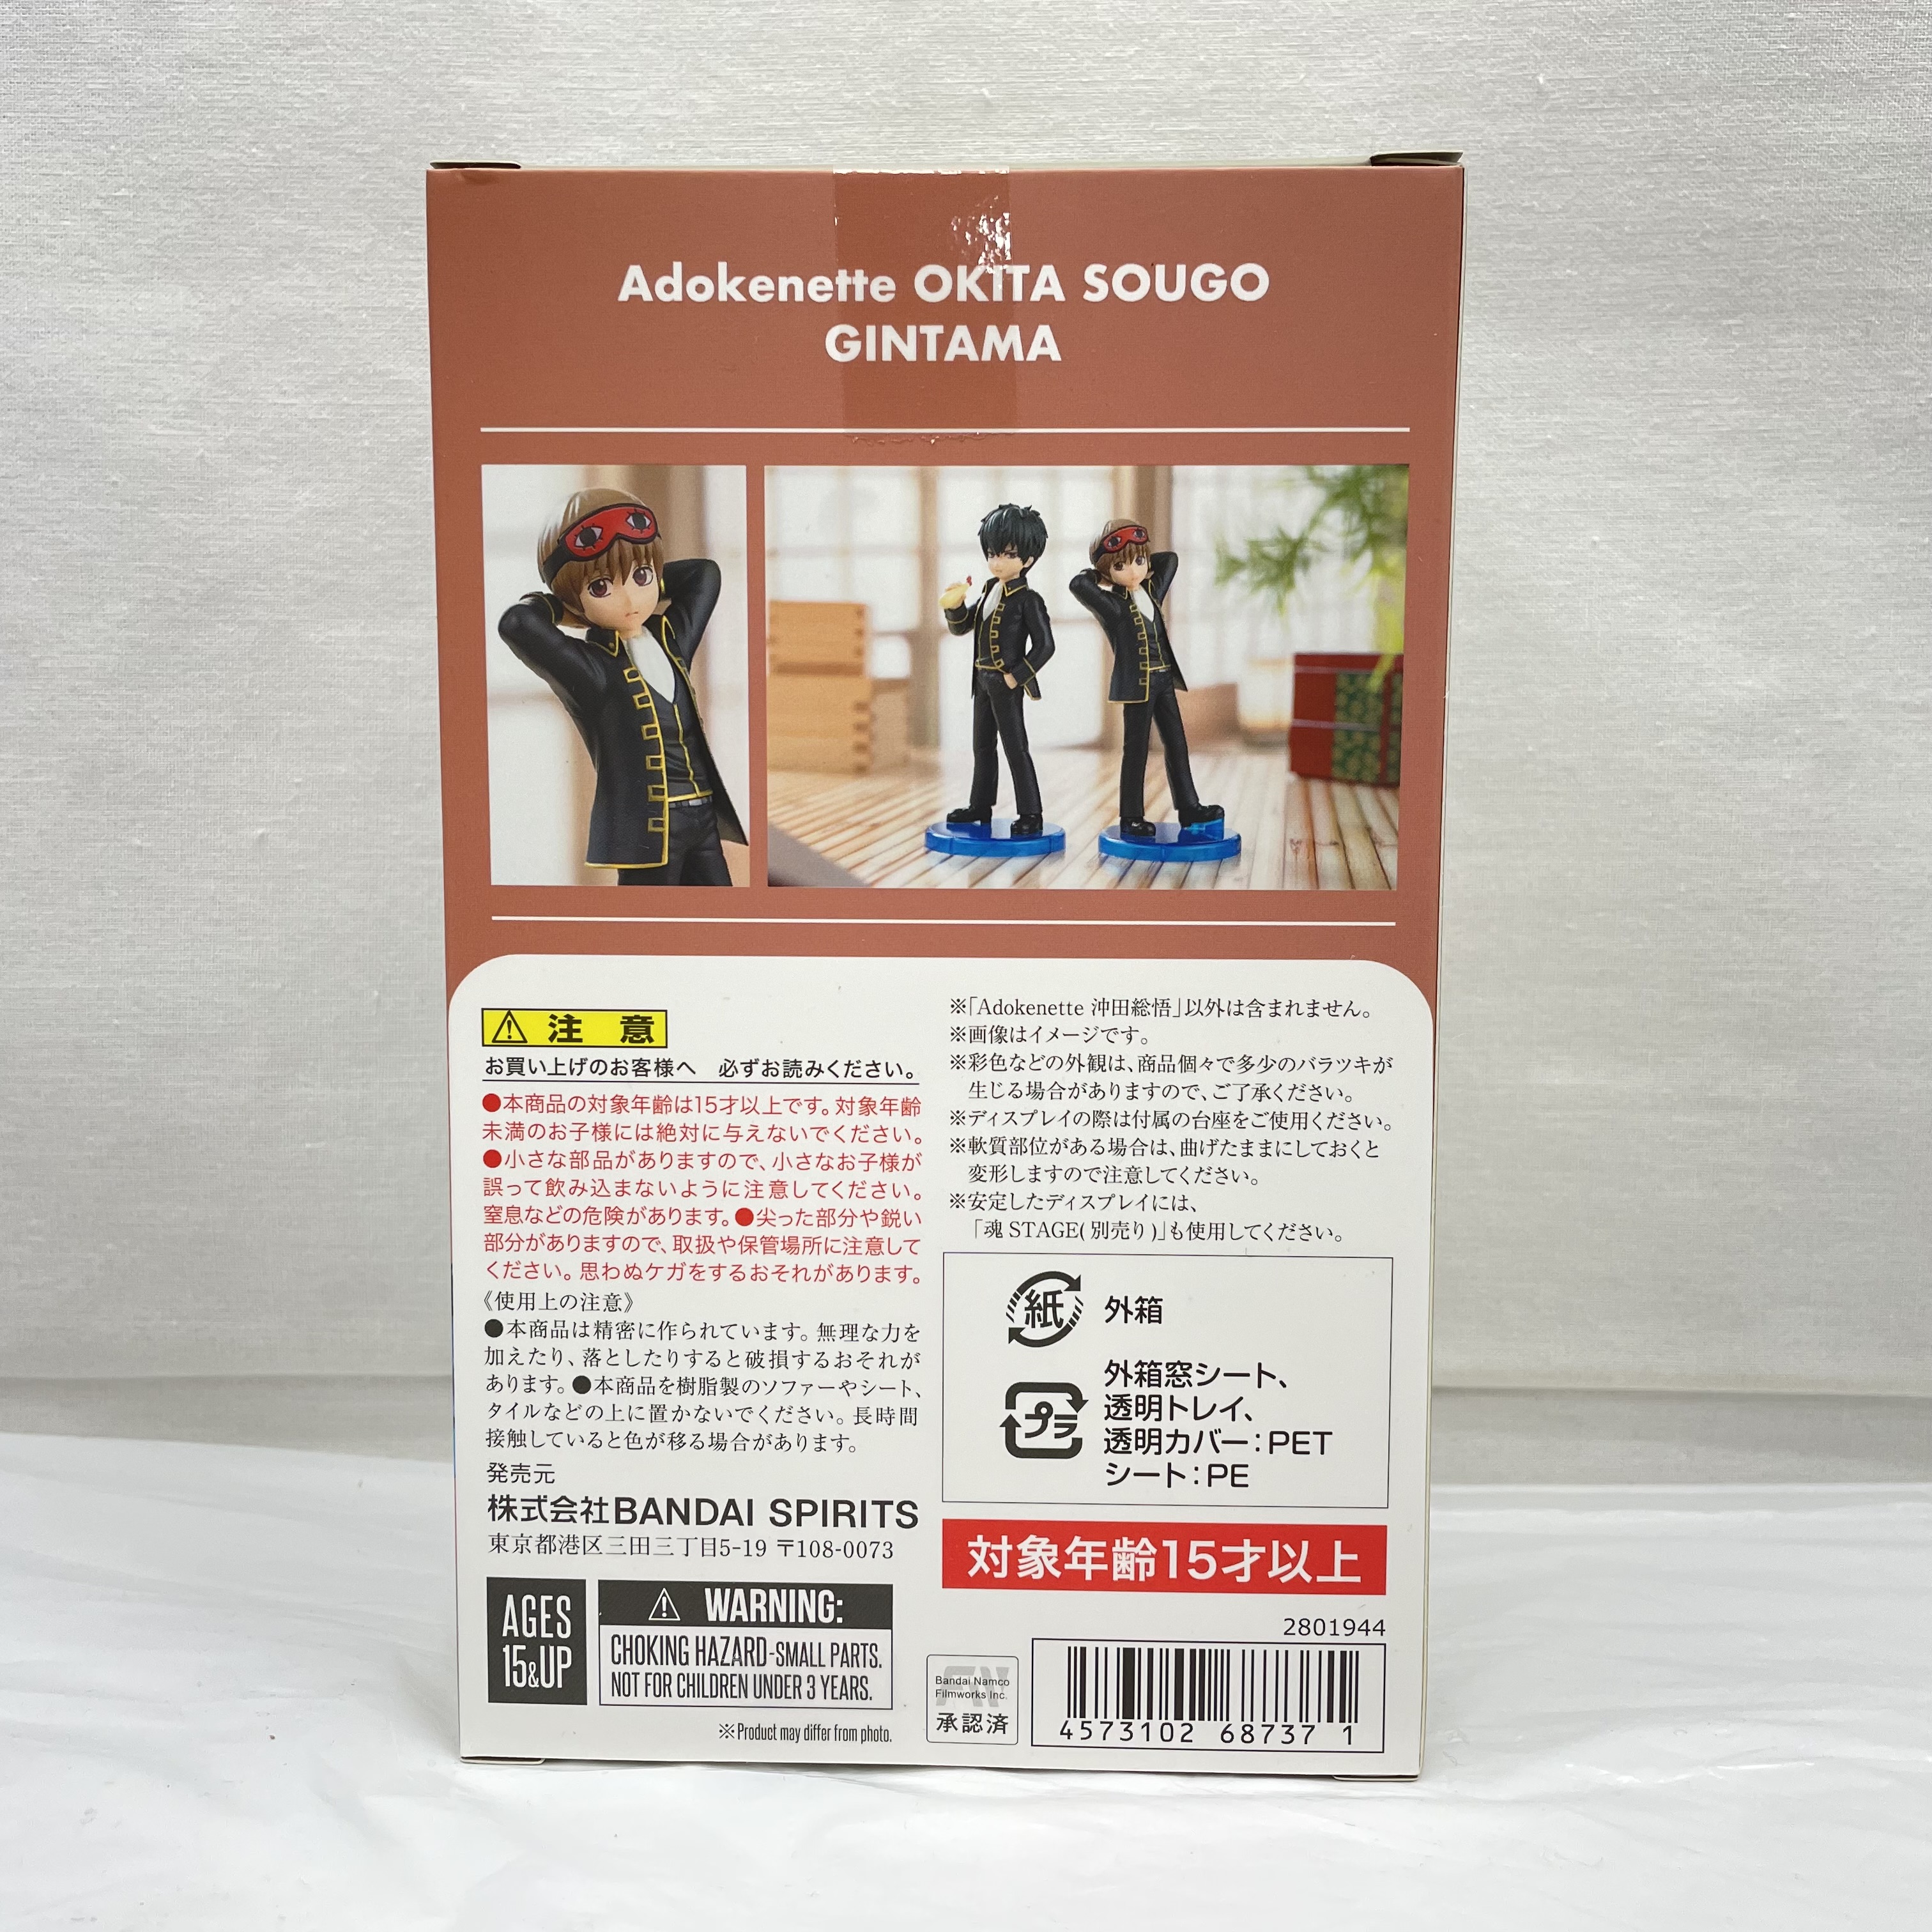 Adokenette OKITA SOUGO
GINTAMA
⚠ 注 意
お買い上げのお客様へ 必ずお読みください。
●本商品の対象年齢は15才以上です。対象年齢
未満のお子様には絶対に与えないでください。
●小さな部品がありますので、小さなお子様が
誤って飲み込まないように注意してください。
窒息などの危険があります。●尖った部分や鋭い
部分がありますので、取扱や保管場所に注意して
ください。思わぬケガをするおそれがあります。
《使用上の注意》
●本商品は精密に作られています。無理な力を
加えたり、落としたりすると破損するおそれが
あります。●本商品を樹脂製のソファーやシート、
タイルなどの上に置かないでください。長時間
接触していると色が移る場合があります。
発売元
株式会社BANDAI SPIRITS
東京都港区三田三丁目5-19 〒108-0073
AGES
15&UP
⚠ WARNING:
CHOKING HAZARD-SMALL PARTS.
NOT FOR CHILDREN UNDER 3 YEARS.
※Product may differ from photo.
※「Adokenette 沖田総悟」以外は含まれません。
※画像はイメージです。
※彩色などの外観は、商品個々で多少のバラツキが
生じる場合がありますので、ご了承ください。
※ディスプレイの際は付属の台座をご使用ください。
※軟質部位がある場合は、曲げたままにしておくと
変形しますので注意してください。
※安定したディスプレイには、
「魂 STAGE(別売り)」も使用してください。
紙 外箱
プラ
外箱窓シート、
透明トレイ、
透明カバー:PET
シート:PE
対象年齢15才以上
2801944
Bandai Namco
Filmworks Inc.
承認済
4573102 68737 1